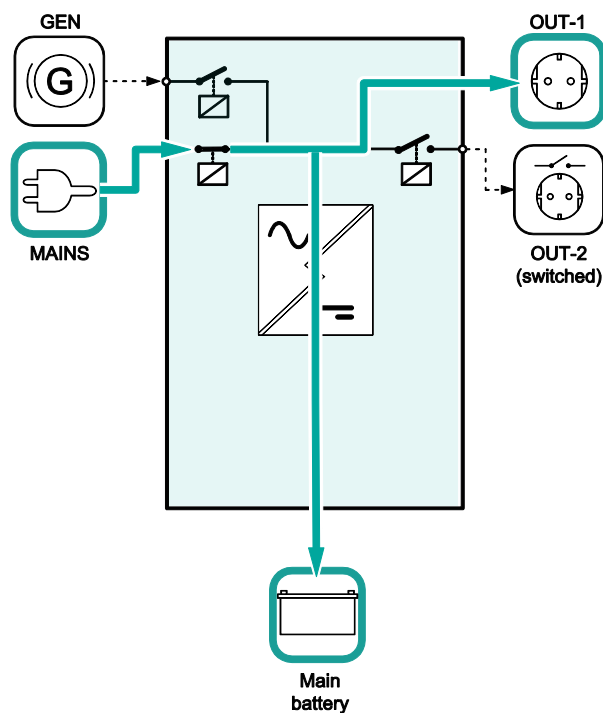 GEN
OUT-1
G
MAINS
OUT-2
(switched)
Main
battery